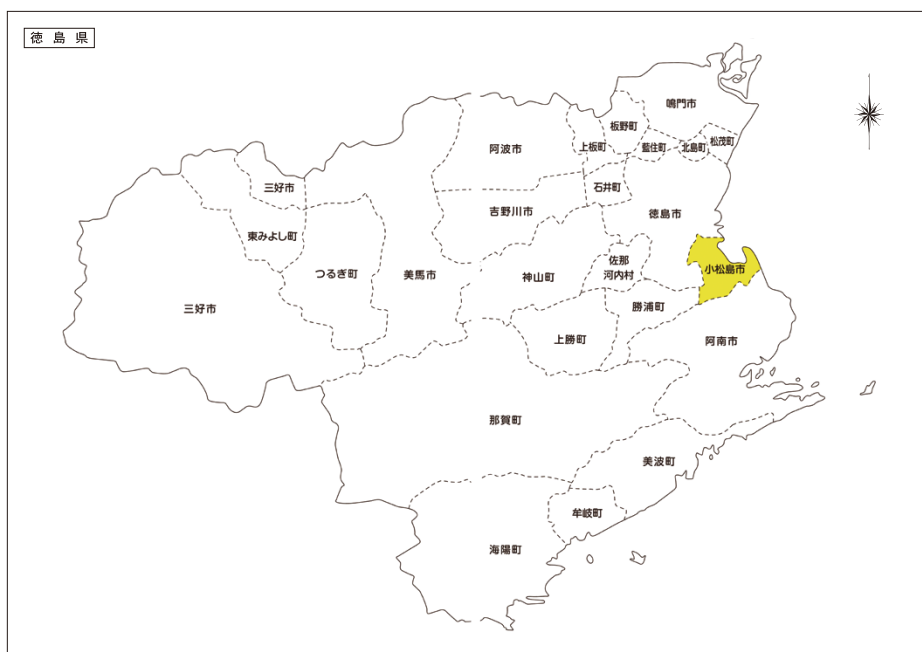 徳島県
鳴門市
板野町
松茂町
上板町
藍住町
北島町
阿波市
三好市
石井町
吉野川市
徳島市
東みよし町
佐那
河内村
小松島市
つるぎ町
美馬市
神山町
三好市
勝浦町
上勝町
阿南市
那賀町
美波町
牟岐町
海陽町